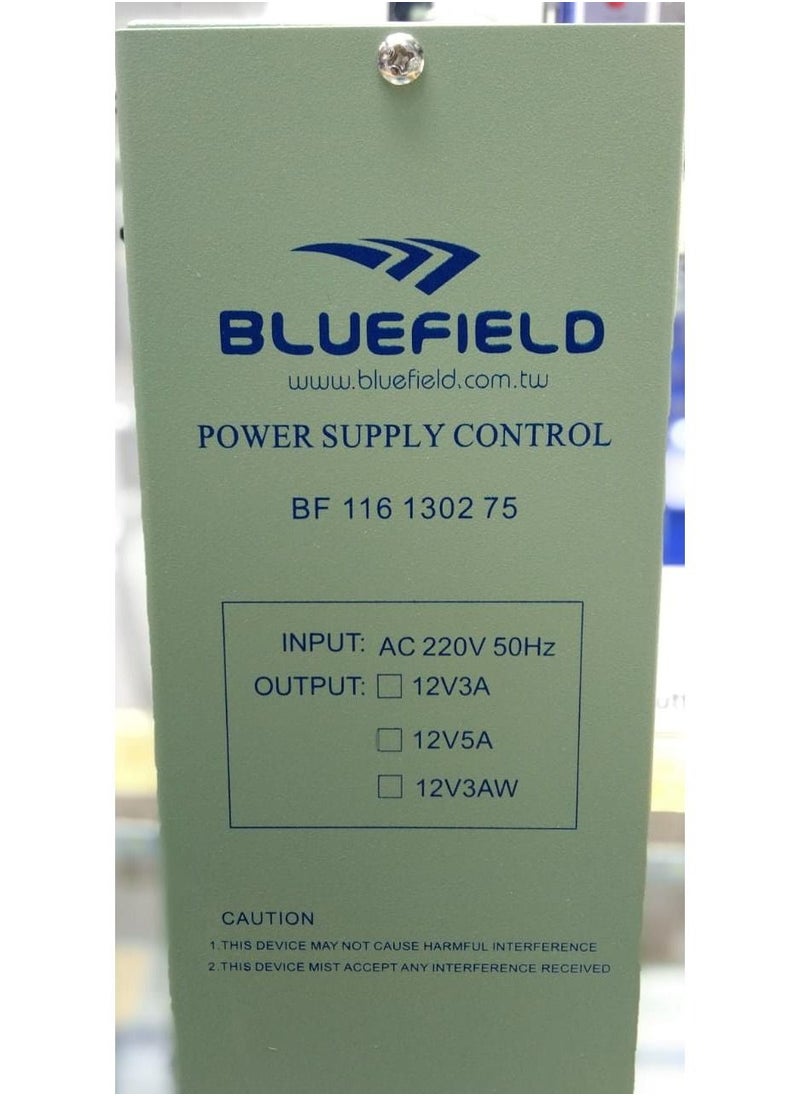 BLUEFIELD
www.bluefield.com.tw
POWER SUPPLY CONTROL
BF 116 1302 75
INPUT: AC 220V 50Hz
OUTPUT: ☐ 12V3A
☐ 12V5A
☐ 12V3AW
CAUTION
1.THIS DEVICE MAY NOT CAUSE HARMFUL INTERFERENCE
2.THIS DEVICE MIST ACCEPT ANY INTERFERENCE RECEIVED